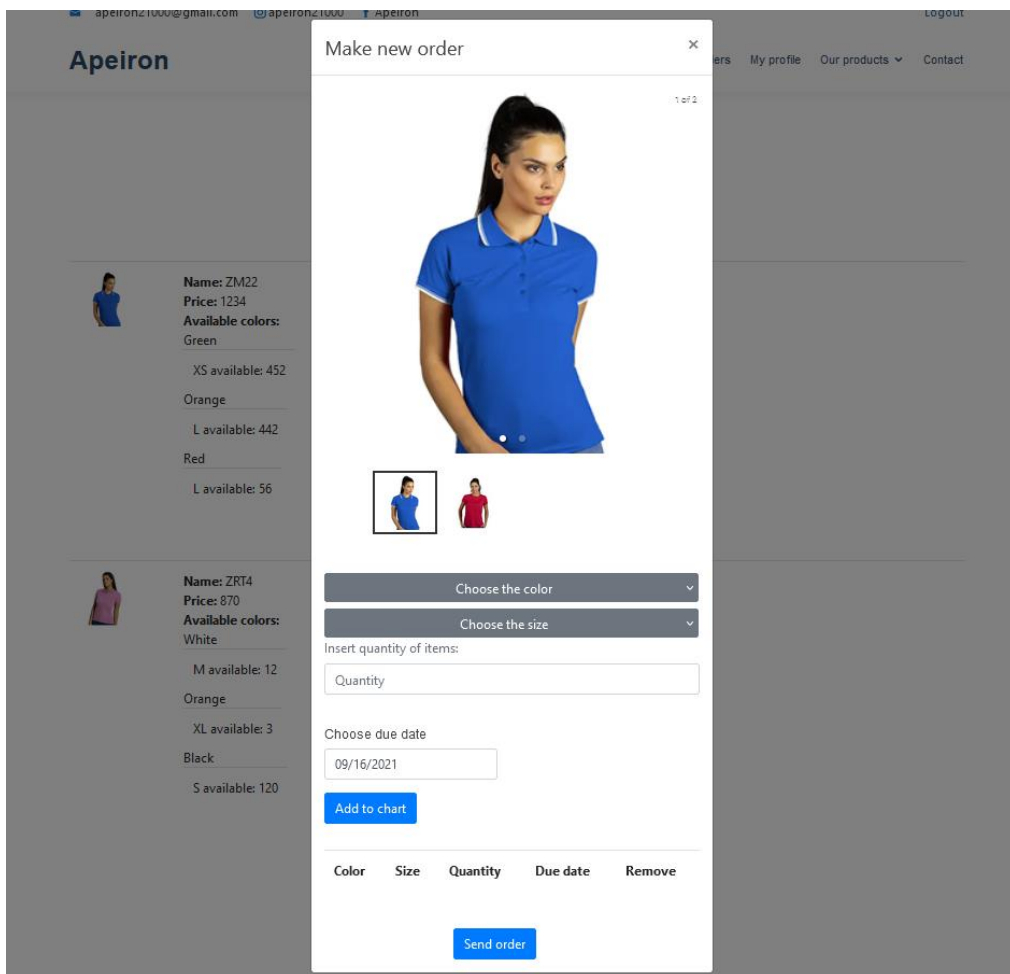 apeiron21000@gmail.com apeiron21000 Apeiron Logout
Apeiron
My profile Our products Contact
Make new order ×
1 of 2
Name: ZM22
Price: 1234
Available colors:
Green
XS available: 452
Orange
L available: 442
Red
L available: 56
Name: ZRT4
Price: 870
Available colors:
White
M available: 12
Orange
XL available: 3
Black
S available: 120
Choose the color
Choose the size
Insert quantity of items:
Quantity
Choose due date
09/16/2021
Add to chart
Color Size Quantity Due date Remove
Send order